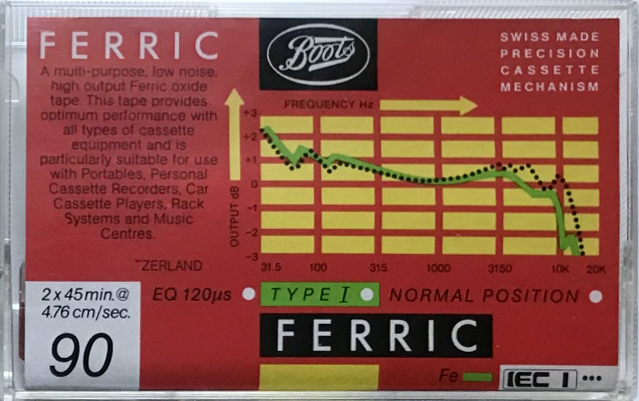 FERRIC
A multi-purpose, low noise,
high output Ferric oxide
tape. This tape provides
optimum performance with
all types of cassette
equipment and is
particularly suitable for use
with Portables, Personal
Cassette Recorders, Car
Cassette Players, Rack
Systems and Music
Centres.
ZERLAND
Boots
SWISS MADE
PRECISION
CASSETTE
MECHANISM
FREQUENCY Hz
OUTPUT dB
+3
+2
+1
0
-1
-2
-3
31.5 100 315 1000 3150 10K 20K
2 x 45 min. @
4.76 cm/sec.
90
EQ 120µs TYPE I NORMAL POSITION
FERRIC
Fe IEC I